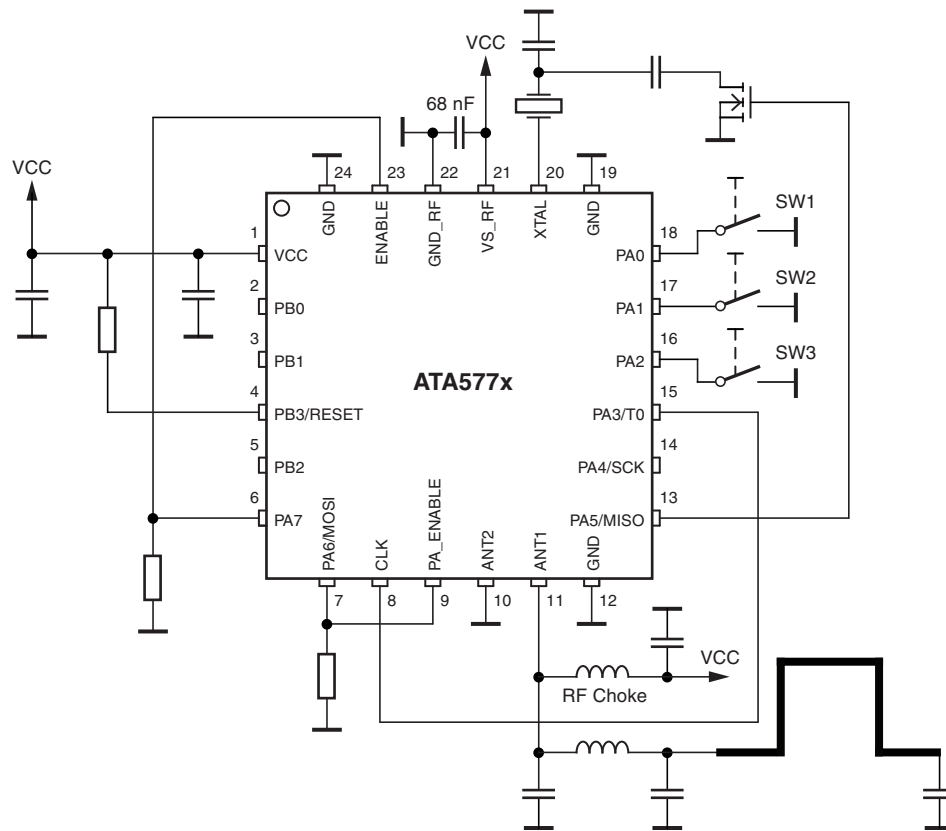 VCC
68 nF
VCC
24
23
22
21
20
19
GND
ENABLE
GND_RF
VS_RF
XTAL
GND
1
VCC
2
PB0
3
PB1
4
PB3/RESET
5
PB2
6
PA7
ATA577x
18
PA0
SW1
17
PA1
SW2
16
PA2
SW3
15
PA3/T0
14
PA4/SCK
13
PA5/MISO
PA6/MOSI
CLK
PA_ENABLE
ANT2
ANT1
GND
7
8
9
10
11
12
VCC
RF Choke